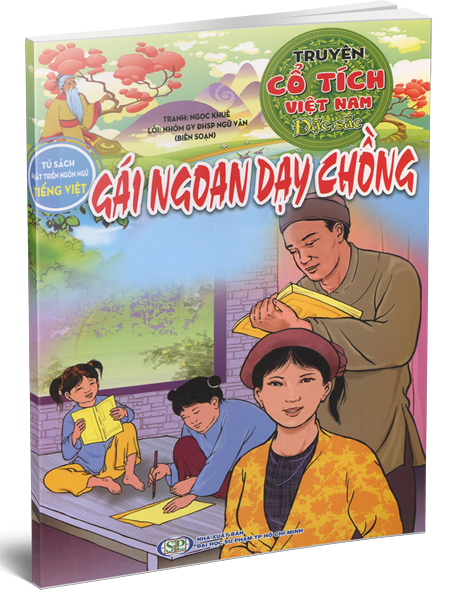 TRUYỆN
CỔ TÍCH
VIỆT NAM
Đặc sắc
TRANH: NGỌC KHUÊ
LỜI: NHÓM GV ĐHSP NGỮ VĂN
(BIÊN SOẠN)
TỦ SÁCH
PHÁT TRIỂN NGÔN NGỮ
TIẾNG VIỆT
GÁI NGOAN DẠY CHỒNG
NHÀ XUẤT BẢN
ĐẠI HỌC SƯ PHẠM TP HỒ CHÍ MINH